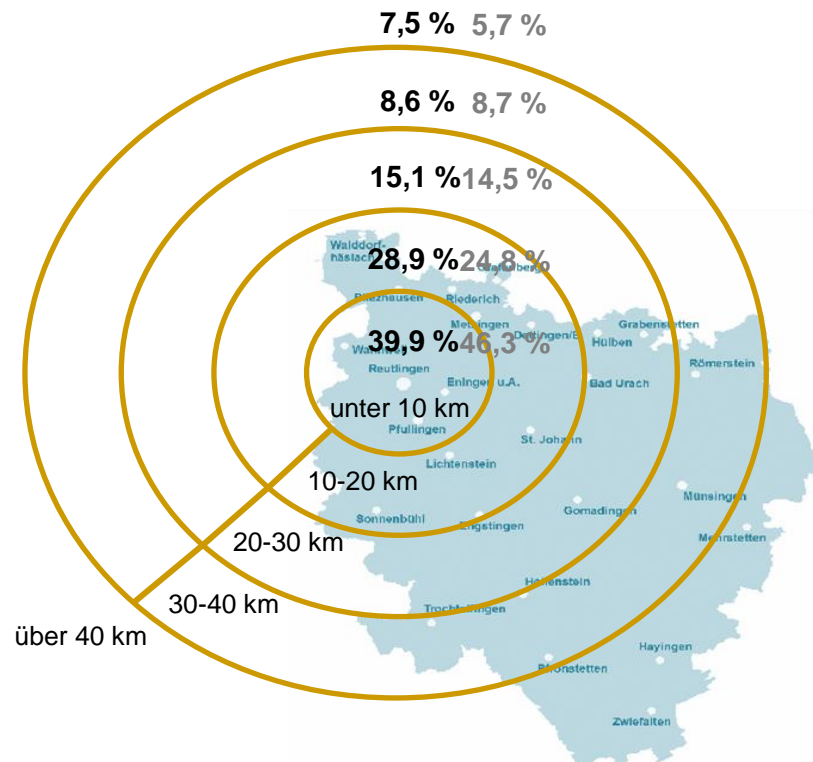 7,5 % 5,7 %
8,6 % 8,7 %
15,1 % 14,5 %
Walddorf-
häslach
28,9 % 24,8 %
Grafenberg
Pliezhausen
Riederich
Metzingen
Grabenstetten
Dettingen/E
39,9 % 46,3 %
Hülben
Wannweil
Römerstein
Reutlingen
Eningen u.A.
Bad Urach
unter 10 km
Pfullingen
St. Johann
Lichtenstein
10-20 km
Münsingen
Sonnenbühl
Engstingen
Gomadingen
20-30 km
Mehrstetten
Hohenstein
30-40 km
Trochtelfingen
über 40 km
Hayingen
Pfronstetten
Zwiefalten